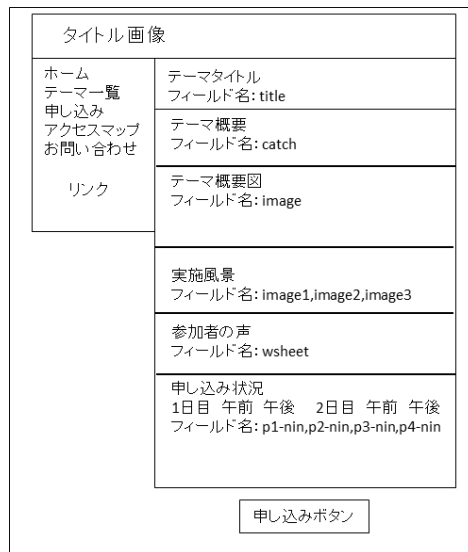 タイトル画像
ホーム
テーマ一覧
申し込み
アクセスマップ
お問い合わせ
リンク
テーマタイトル
フィールド名：title
テーマ概要
フィールド名：catch
テーマ概要図
フィールド名：image
実施風景
フィールド名：image1,image2,image3
参加者の声
フィールド名：wsheet
申し込み状況
1日目 午前 午後　2日目 午前 午後
フィールド名：p1-nin,p2-nin,p3-nin,p4-nin
申し込みボタン